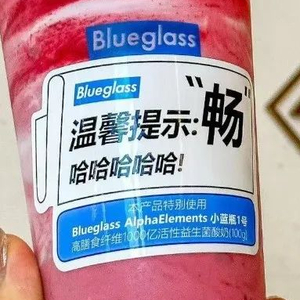 Blueglass
Blueglass
温馨提示:“畅”
哈哈哈哈哈!
本产品特别使用
Blueglass AlphaElements 小蓝瓶1号
高膳食纤维1000亿活性益生菌酸奶(100g)